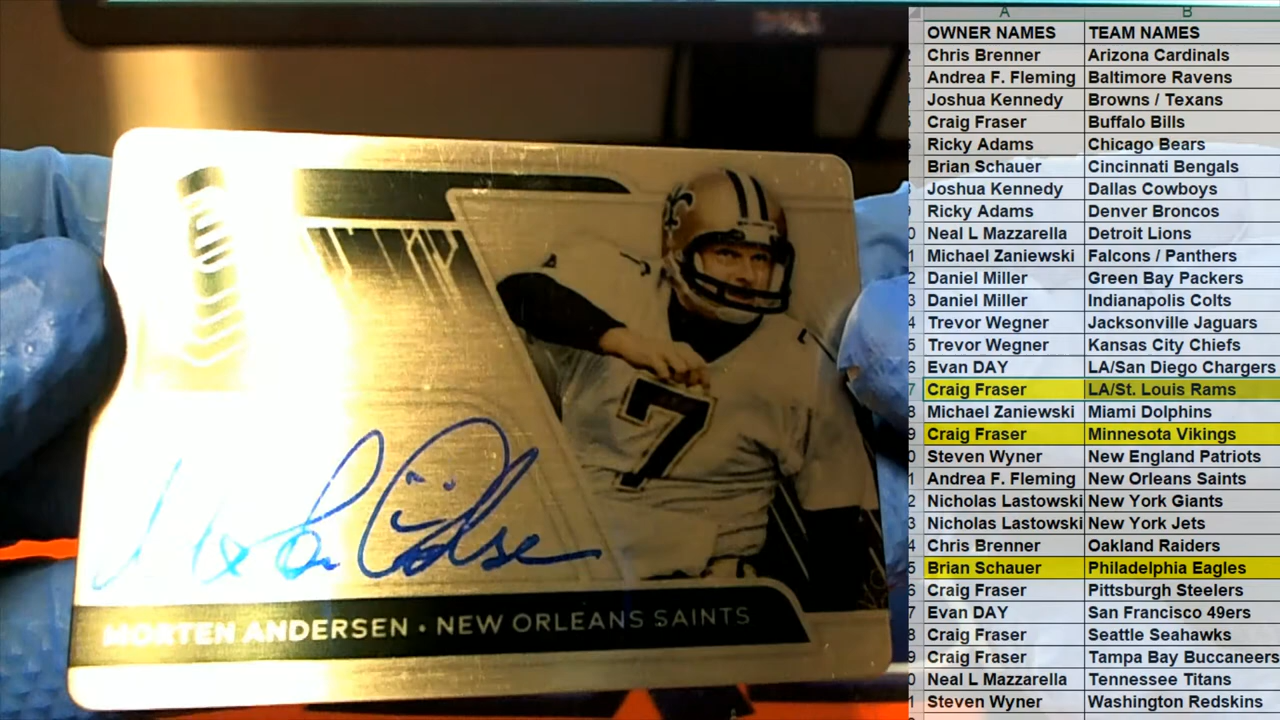 7
Morten Andersen
MORTEN ANDERSEN • NEW ORLEANS SAINTS
A B
OWNER NAMES TEAM NAMES
Chris Brenner Arizona Cardinals
Andrea F. Fleming Baltimore Ravens
Joshua Kennedy Browns / Texans
Craig Fraser Buffalo Bills
Ricky Adams Chicago Bears
Brian Schauer Cincinnati Bengals
Joshua Kennedy Dallas Cowboys
Ricky Adams Denver Broncos
Neal L Mazzarella Detroit Lions
Michael Zaniewski Falcons / Panthers
Daniel Miller Green Bay Packers
Daniel Miller Indianapolis Colts
Trevor Wegner Jacksonville Jaguars
Trevor Wegner Kansas City Chiefs
Evan DAY LA/San Diego Chargers
Craig Fraser LA/St. Louis Rams
Michael Zaniewski Miami Dolphins
Craig Fraser Minnesota Vikings
Steven Wyner New England Patriots
Andrea F. Fleming New Orleans Saints
Nicholas Lastowski New York Giants
Nicholas Lastowski New York Jets
Chris Brenner Oakland Raiders
Brian Schauer Philadelphia Eagles
Craig Fraser Pittsburgh Steelers
Evan DAY San Francisco 49ers
Craig Fraser Seattle Seahawks
Craig Fraser Tampa Bay Buccaneers
Neal L Mazzarella Tennessee Titans
Steven Wyner Washington Redskins